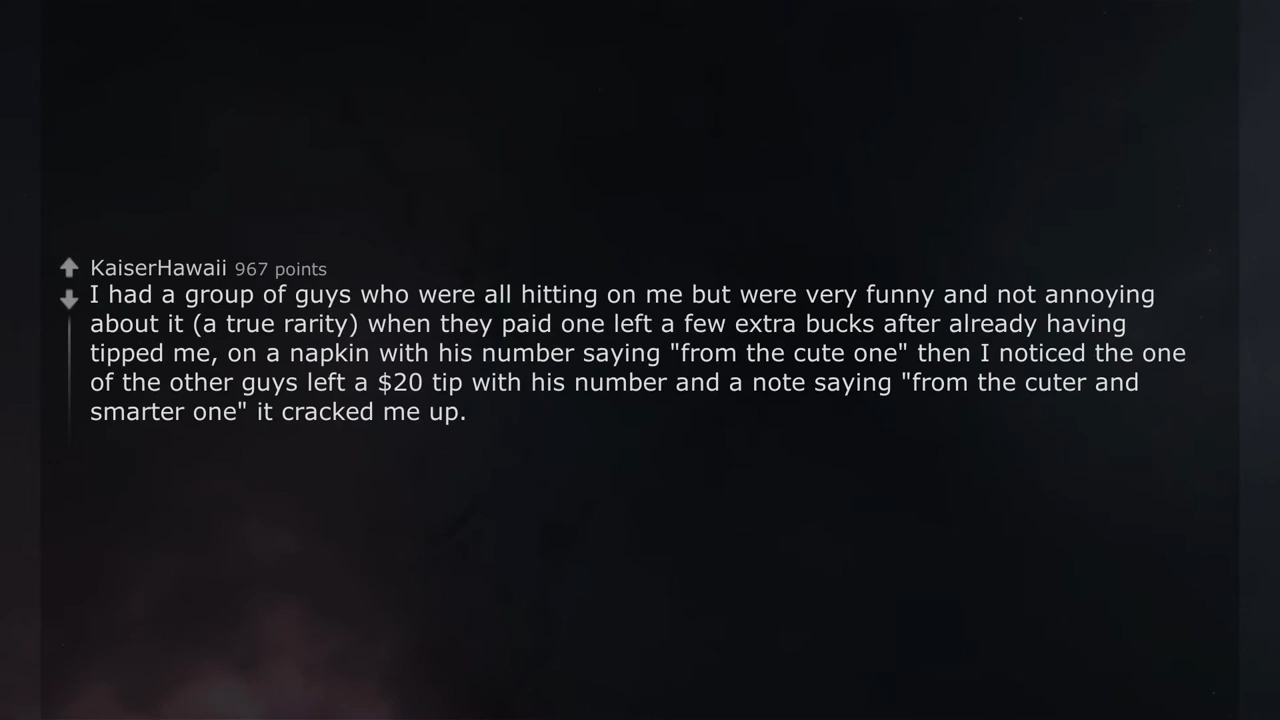 KaiserHawaii 967 points
I had a group of guys who were all hitting on me but were very funny and not annoying
about it (a true rarity) when they paid one left a few extra bucks after already having
tipped me, on a napkin with his number saying "from the cute one" then I noticed the one
of the other guys left a $20 tip with his number and a note saying "from the cuter and
smarter one" it cracked me up.